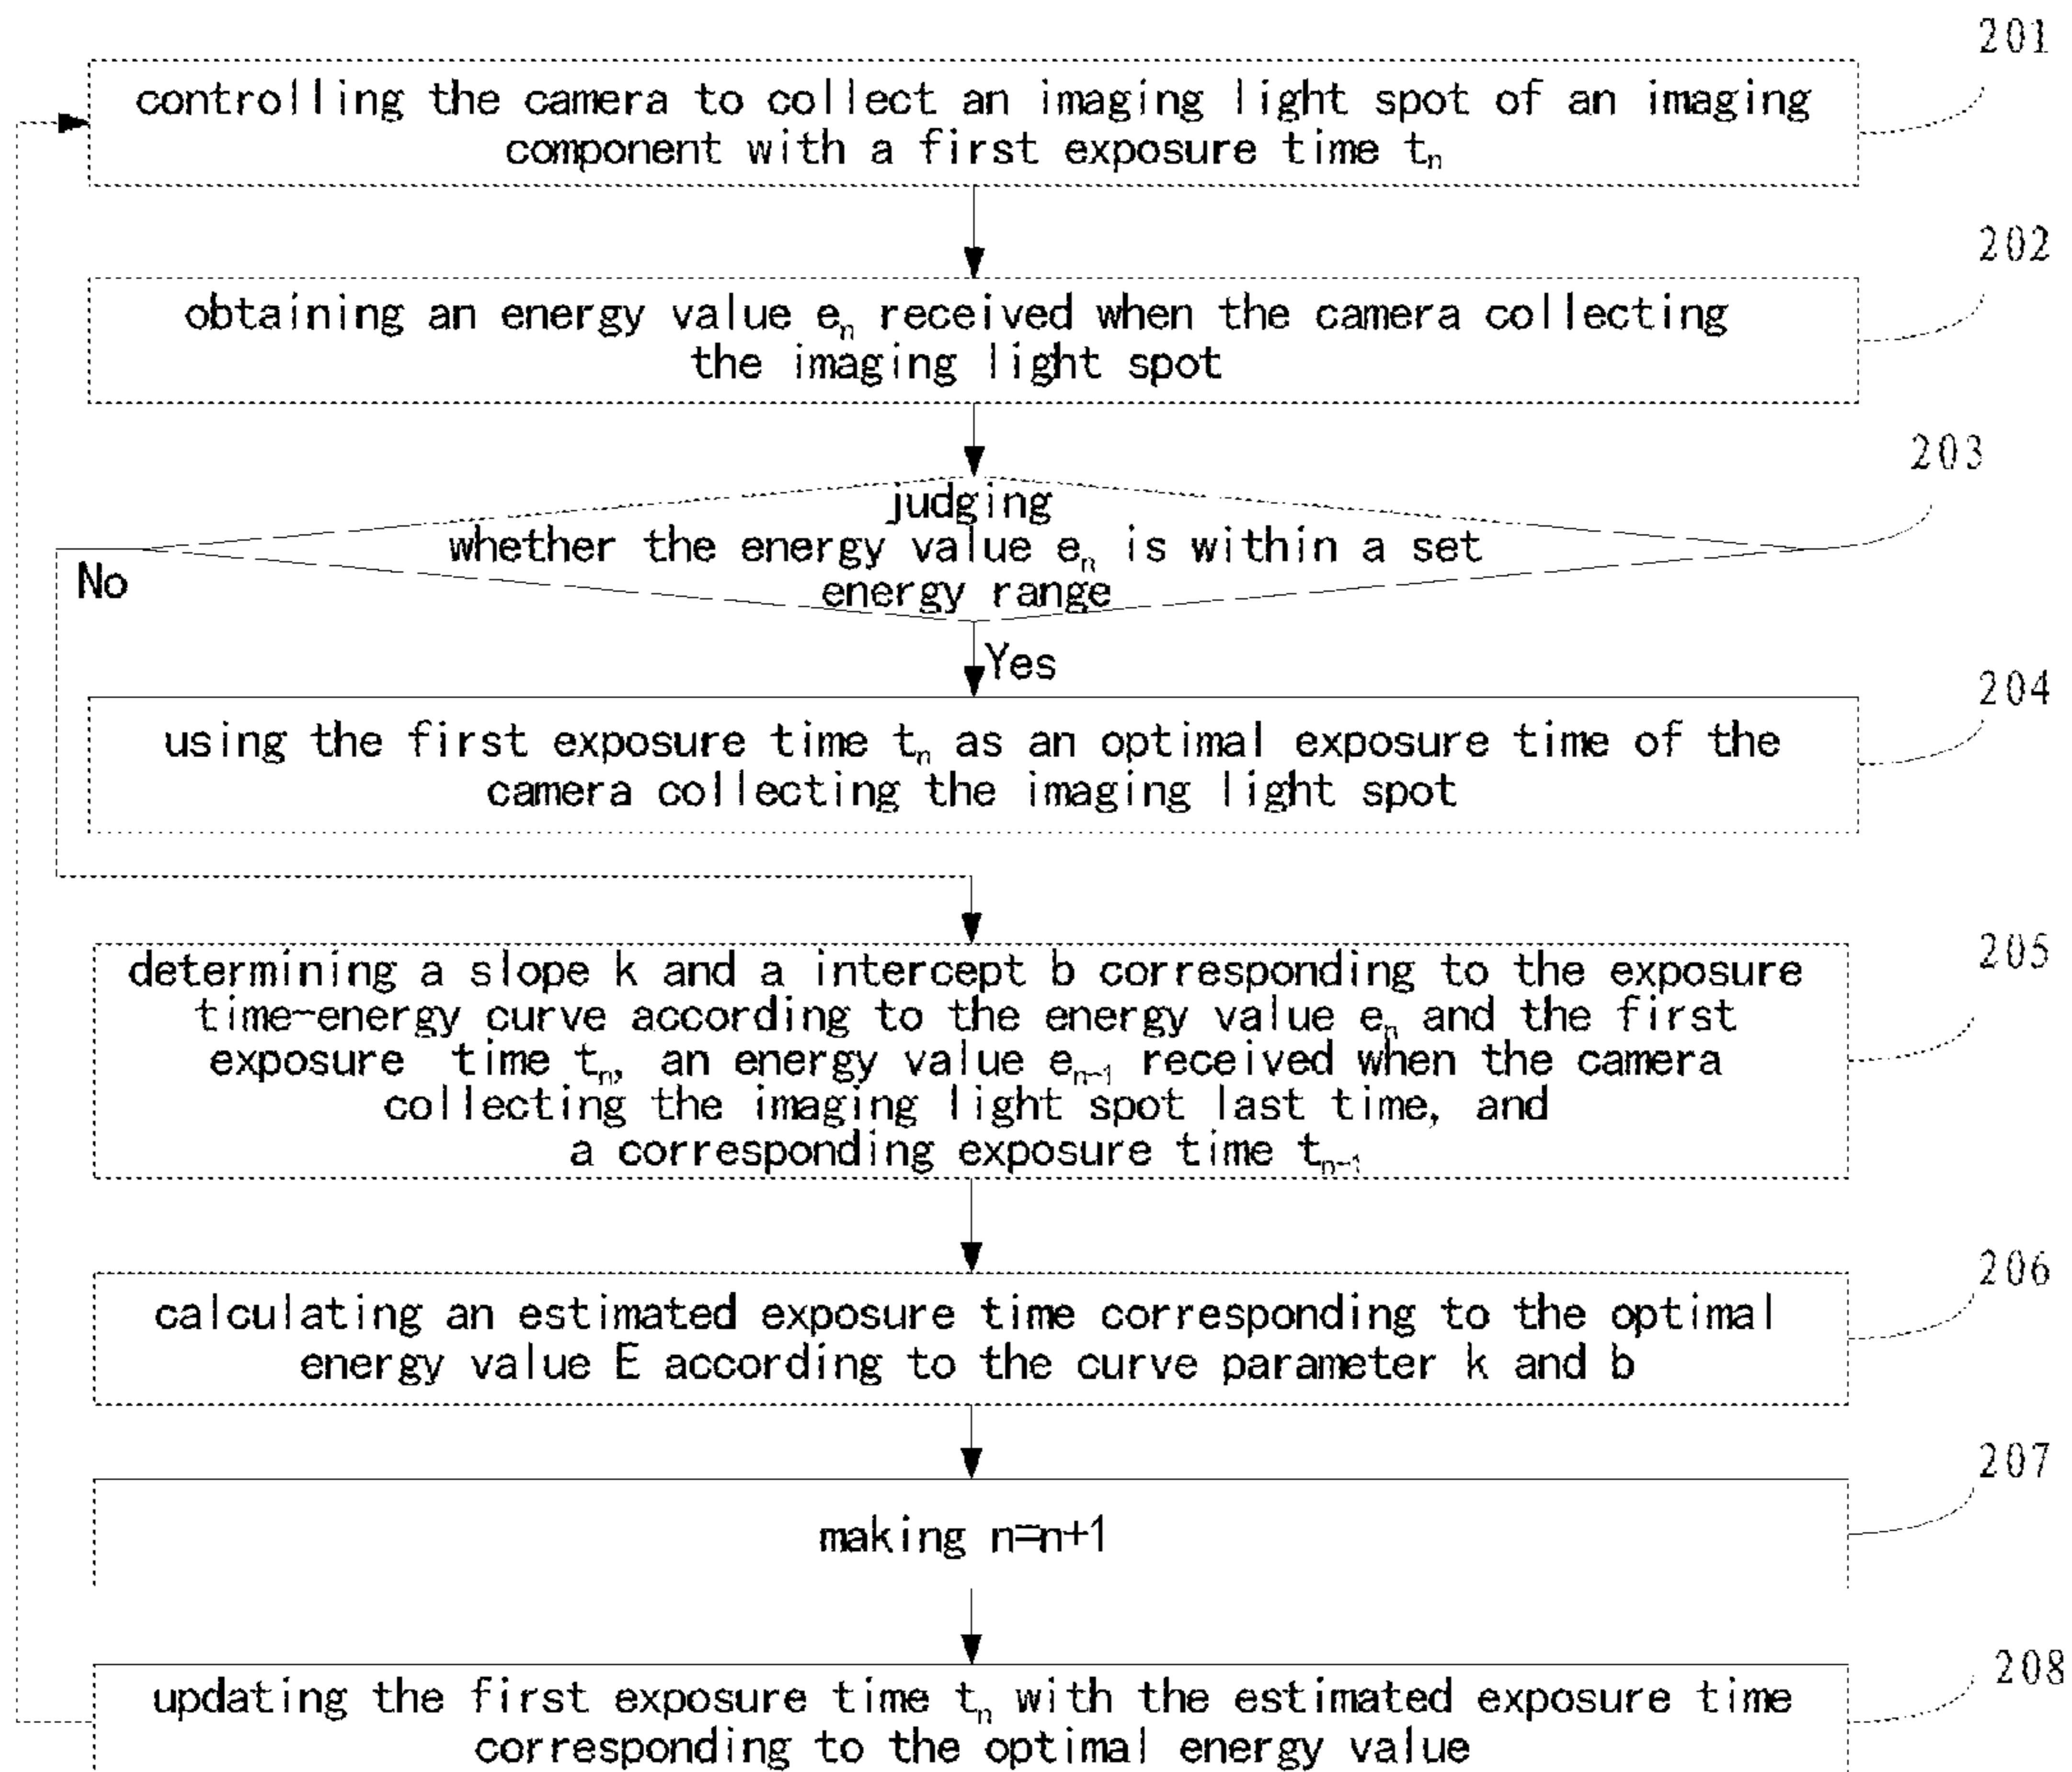 201
controlling the camera to collect an imaging light spot of an imaging
component with a first exposure time tₙ
202
obtaining an energy value eₙ received when the camera collecting
the imaging light spot
203
judging
whether the energy value eₙ is within a set
energy range
No
Yes
204
using the first exposure time tₙ as an optimal exposure time of the
camera collecting the imaging light spot
205
determining a slope k and a intercept b corresponding to the exposure
time-energy curve according to the energy value eₙ and the first
exposure time tₙ, an energy value eₙ₋₁ received when the camera
collecting the imaging light spot last time, and
a corresponding exposure time tₙ₋₁
206
calculating an estimated exposure time corresponding to the optimal
energy value E according to the curve parameter k and b
207
making n=n+1
208
updating the first exposure time tₙ with the estimated exposure time
corresponding to the optimal energy value